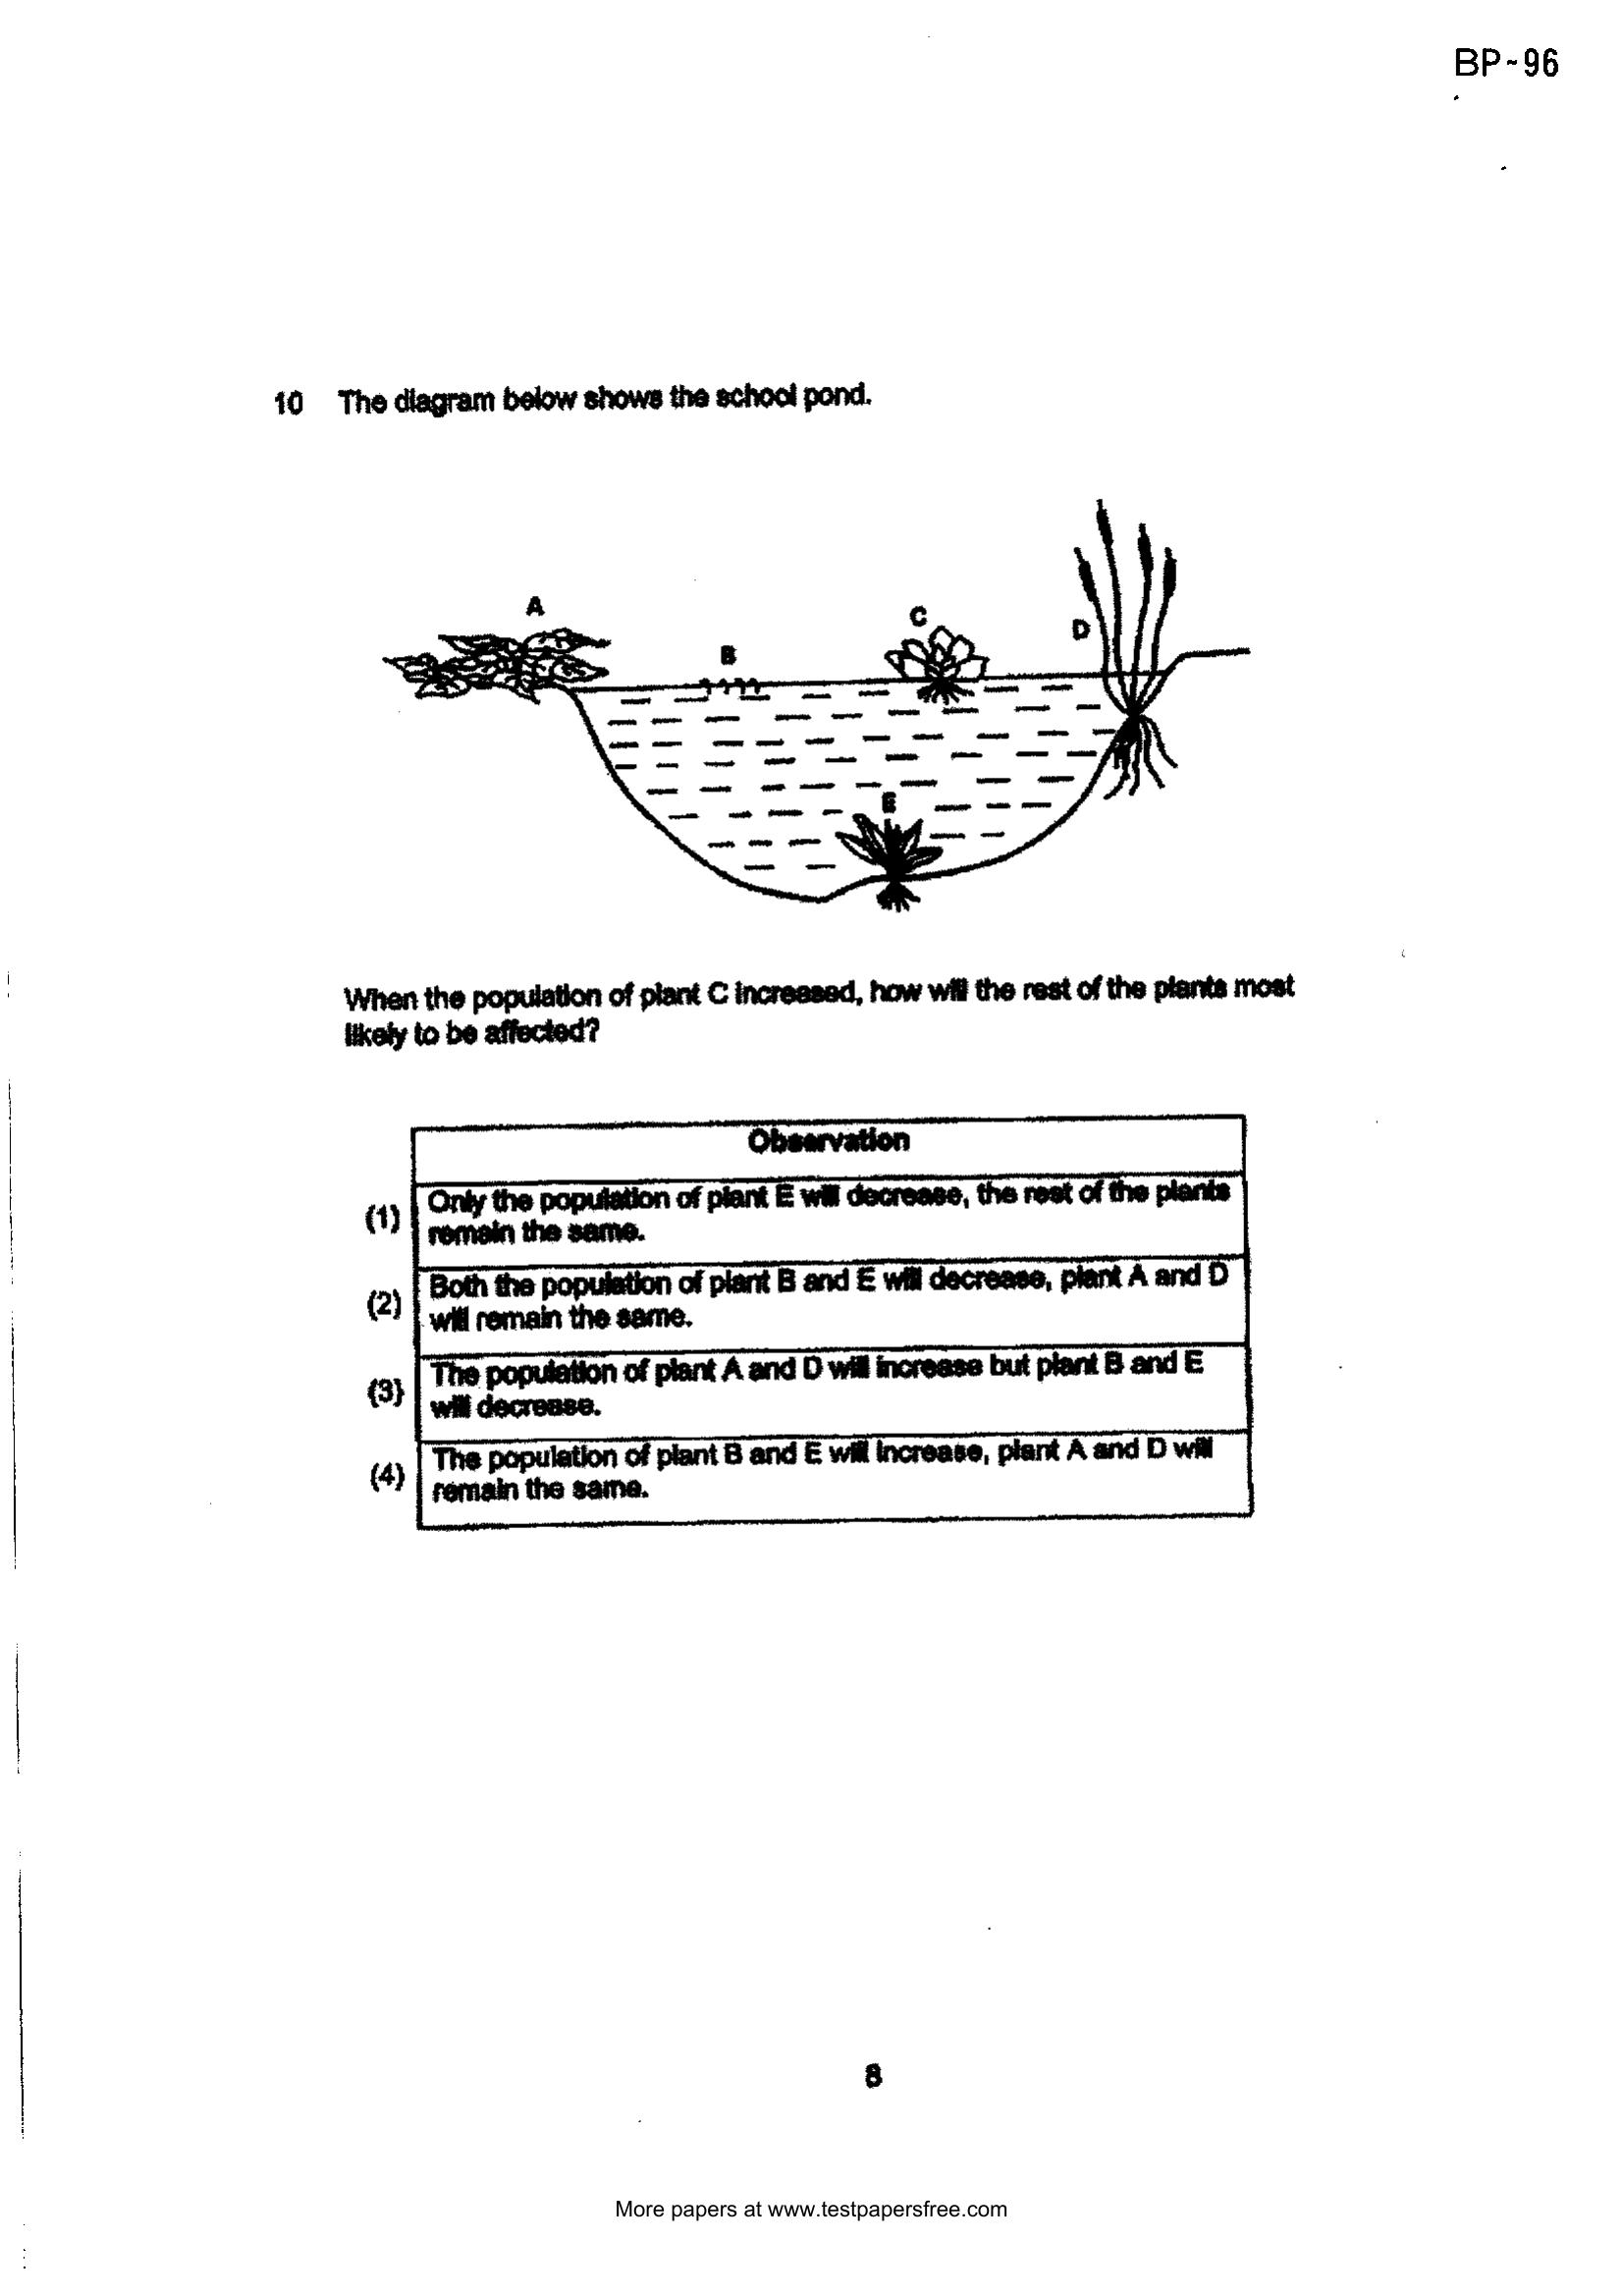 BP-96
10 The diagram below shows the school pond.
A
B
C
D
E
When the population of plant C increased, how will the rest of the plants most
likely to be affected?
Observation
(1) Only the population of plant E will decrease, the rest of the plants
remain the same.
(2) Both the population of plant B and E will decrease, plant A and D
will remain the same.
(3) The population of plant A and D will increase but plant B and E
will decrease.
(4) The population of plant B and E will increase, plant A and D will
remain the same.
8
More papers at www.testpapersfree.com